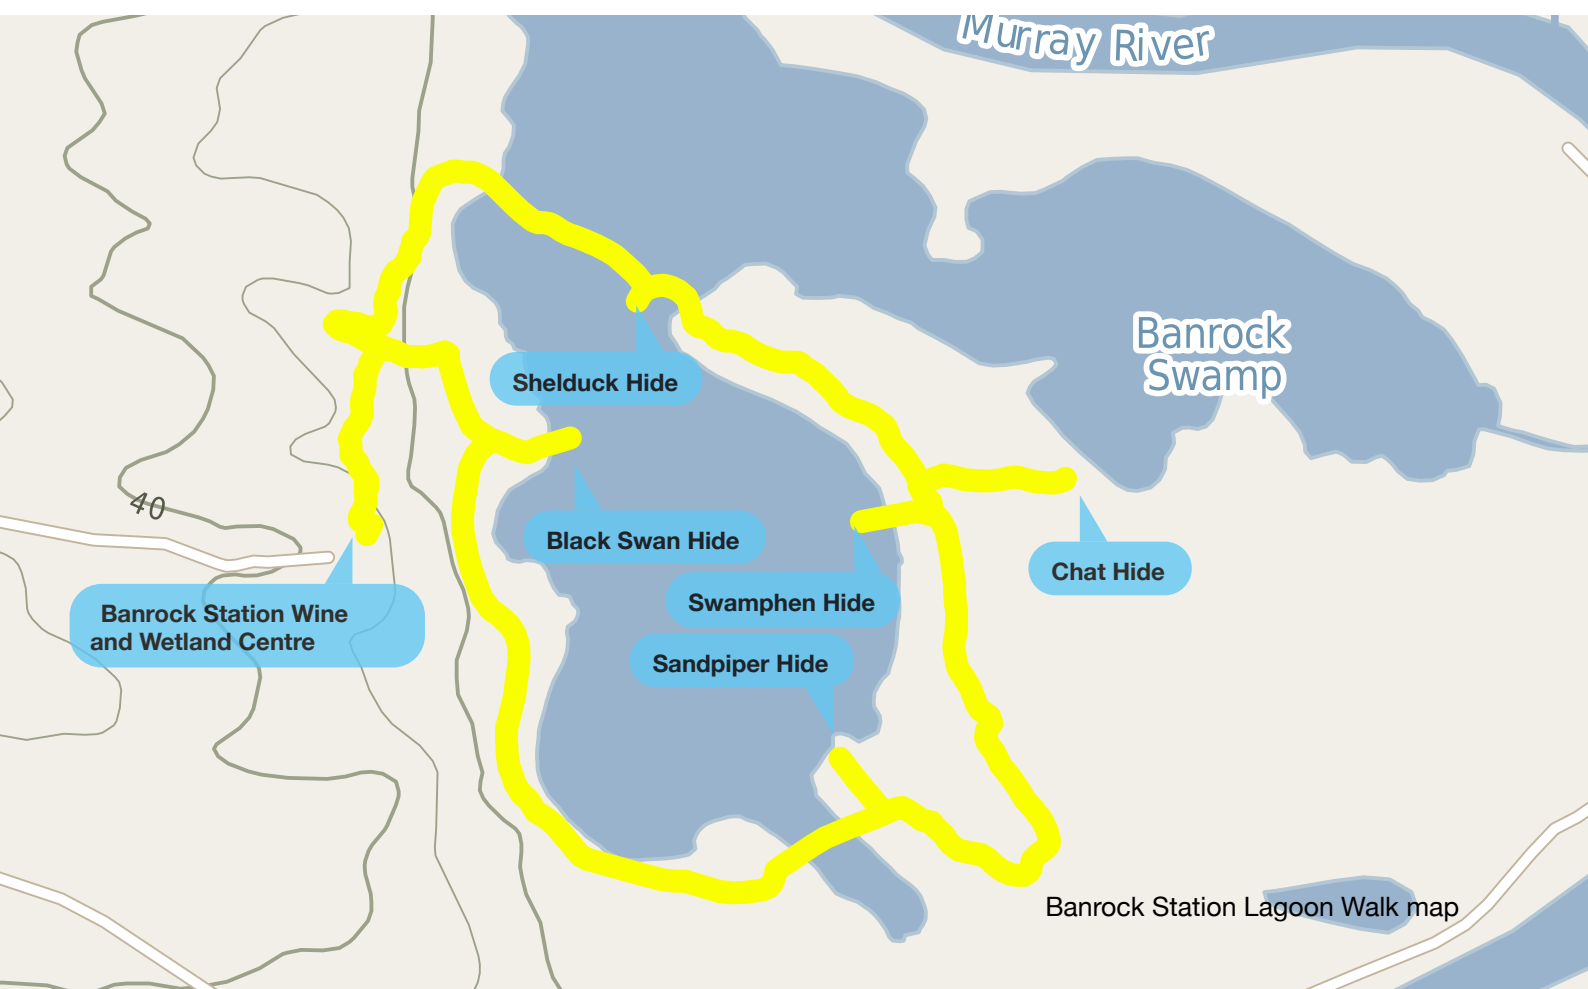 Murray River
Banrock
Swamp
Shelduck Hide
40
Black Swan Hide
Chat Hide
Banrock Station Wine
and Wetland Centre
Swamphen Hide
Sandpiper Hide
Banrock Station Lagoon Walk map